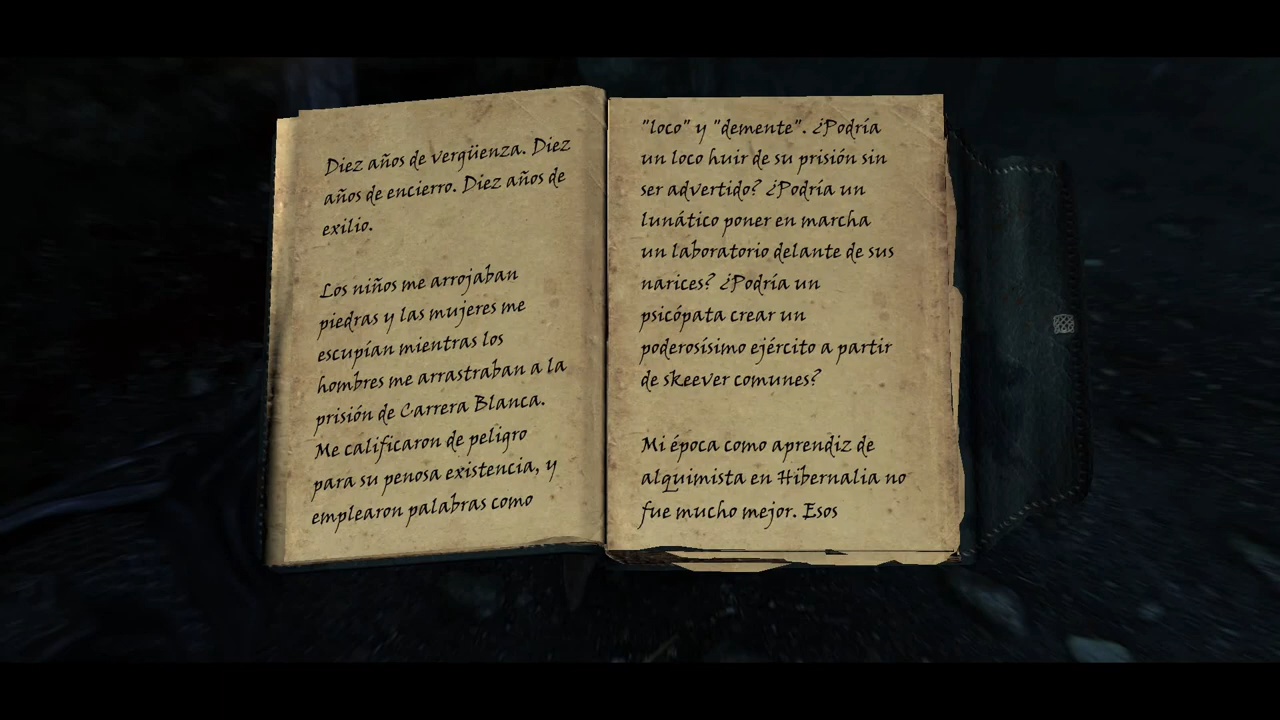 Diez años de vergüenza. Diez
años de encierro. Diez años de
exilio.
Los niños me arrojaban
piedras y las mujeres me
escupían mientras los
hombres me arrastraban a la
prisión de Carrera Blanca.
Me calificaron de peligro
para su penosa existencia, y
emplearon palabras como
"loco" y "demente". ¿Podría
un loco huir de su prisión sin
ser advertido? ¿Podría un
lunático poner en marcha
un laboratorio delante de sus
narices? ¿Podría un
psicópata crear un
poderosísimo ejército a partir
de skeever comunes?
Mi época como aprendiz de
alquimista en Hibernalia no
fue mucho mejor. Esos